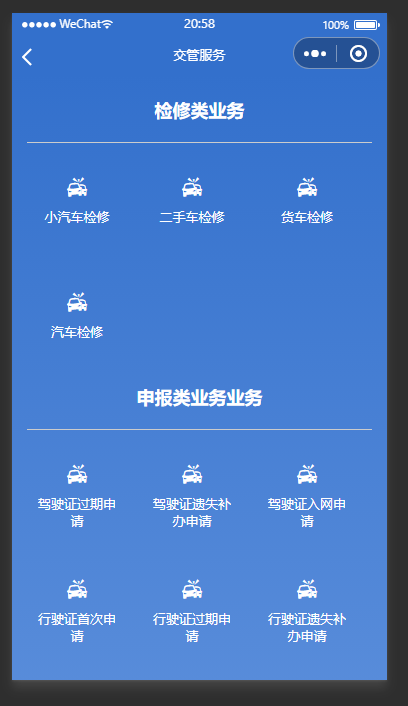 WeChat 20:58 100%
交管服务
检修类业务
小汽车检修 二手车检修 货车检修
汽车检修
申报类业务业务
驾驶证过期申 驾驶证遗失补 驾驶证入网申
请 办申请 请
行驶证首次申 行驶证过期申 行驶证遗失补
请 请 办申请